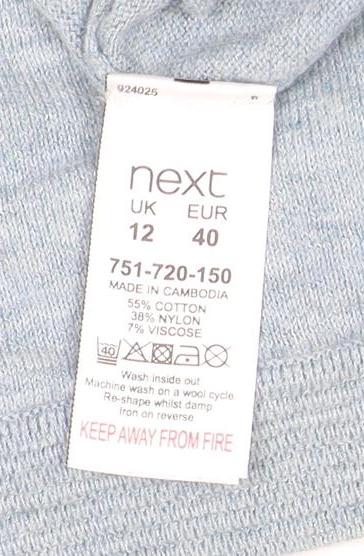 924025
next
UK EUR
12 40
751-720-150
MADE IN CAMBODIA
55% COTTON
38% NYLON
7% VISCOSE
40
Wash inside out
Machine wash on a wool cycle
Re-shape whilst damp
Iron on reverse
KEEP AWAY FROM FIRE